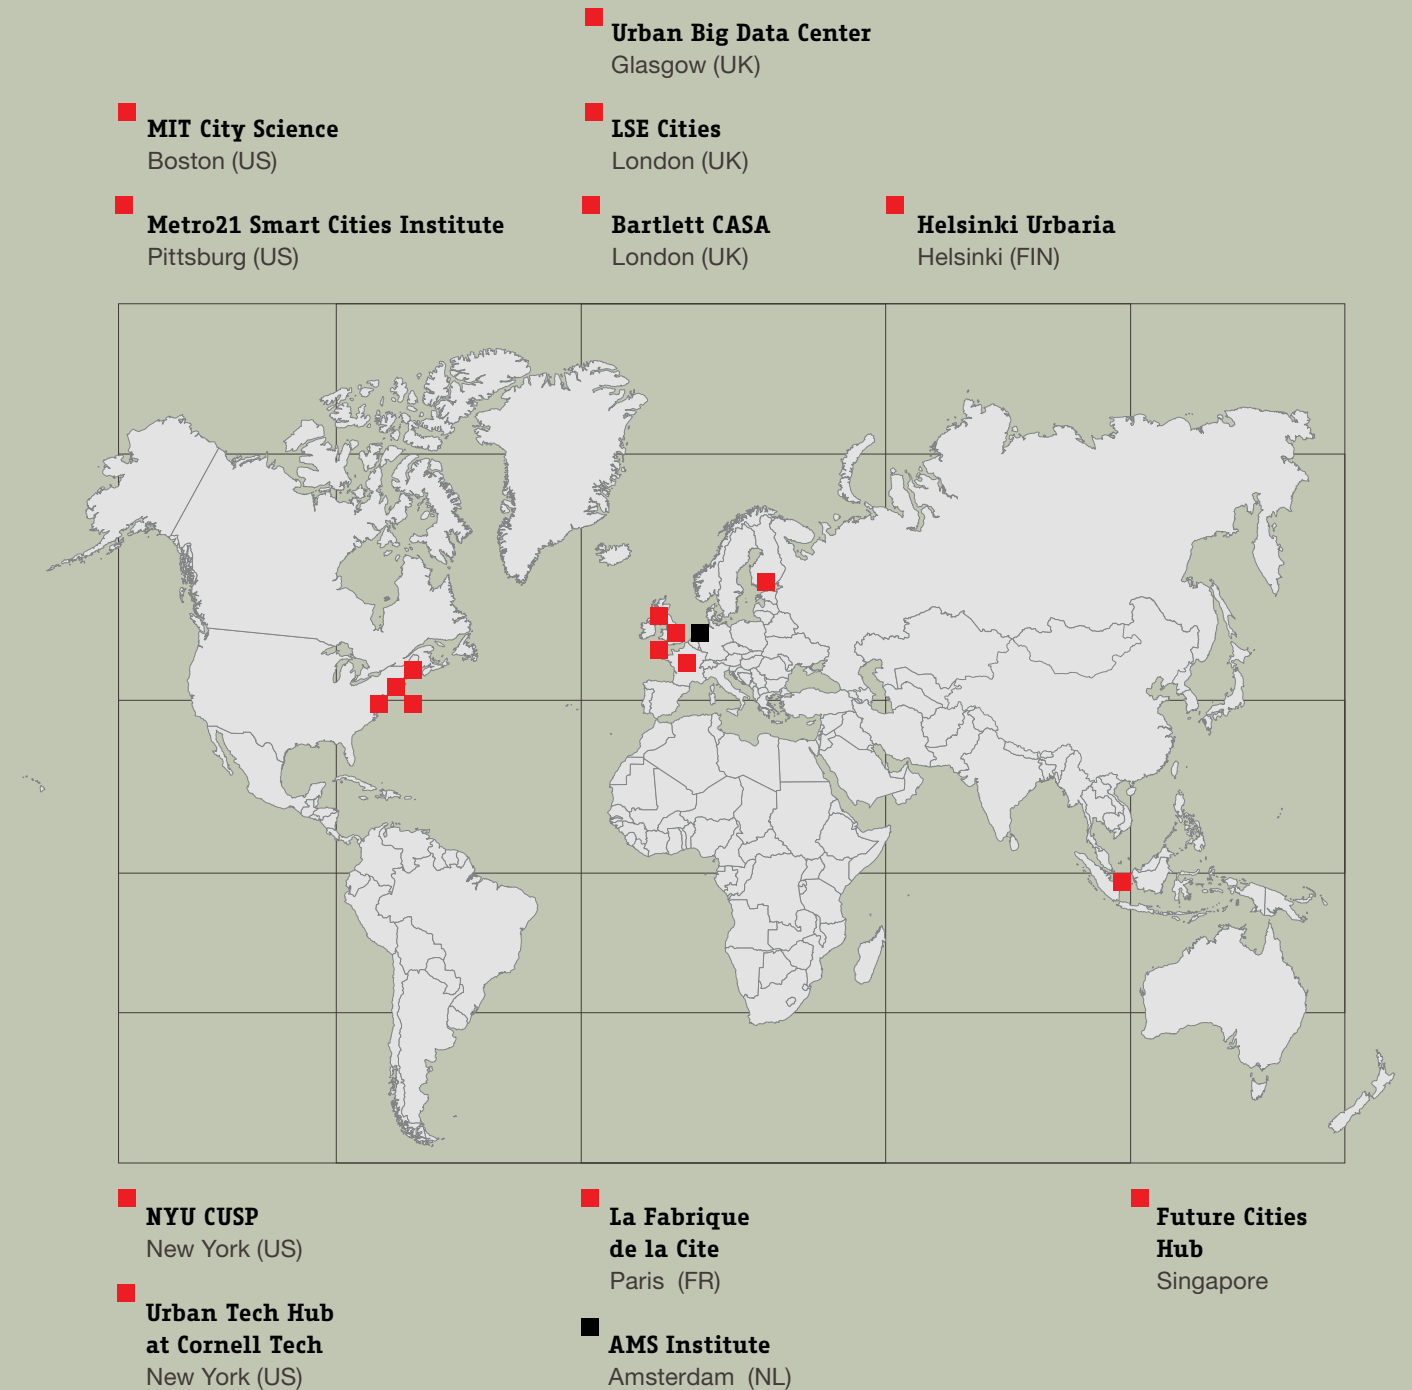 Urban Big Data Center
Glasgow (UK)
MIT City Science
Boston (US)
LSE Cities
London (UK)
Metro21 Smart Cities Institute
Pittsburg (US)
Bartlett CASA
London (UK)
Helsinki Urbaria
Helsinki (FIN)
NYU CUSP
New York (US)
Urban Tech Hub
at Cornell Tech
New York (US)
La Fabrique
de la Cite
Paris (FR)
AMS Institute
Amsterdam (NL)
Future Cities
Hub
Singapore